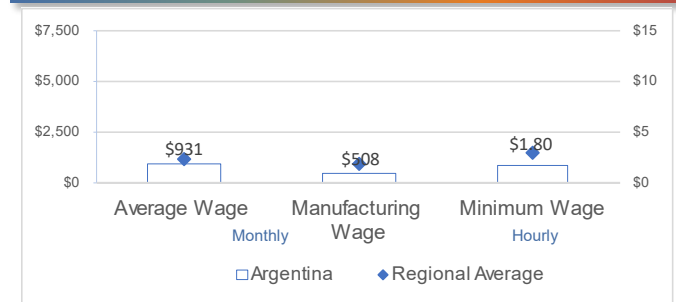 $7,500 $15
$5,000 $10
$2,500 $5
$931 $508 $1.80
$0 $0
Average Wage Manufacturing Wage Minimum Wage
Monthly Hourly
Argentina Regional Average